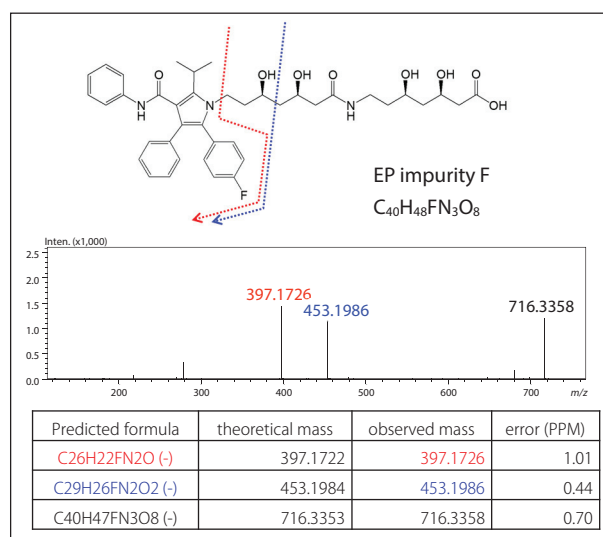 OH OH O OH OH O
O
N
H
N
N
H
OH
F
EP impurity F
C₄₀H₄₈FN₃O₈
Inten. (x1,000)
2.5
2.0
1.5
1.0
0.5
0.0
397.1726
453.1986
716.3358
200 300 400 500 600 700 m/z
Predicted formula theoretical mass observed mass error (PPM)
C26H22FN2O (-) 397.1722 397.1726 1.01
C29H26FN2O2 (-) 453.1984 453.1986 0.44
C40H47FN3O8 (-) 716.3353 716.3358 0.70